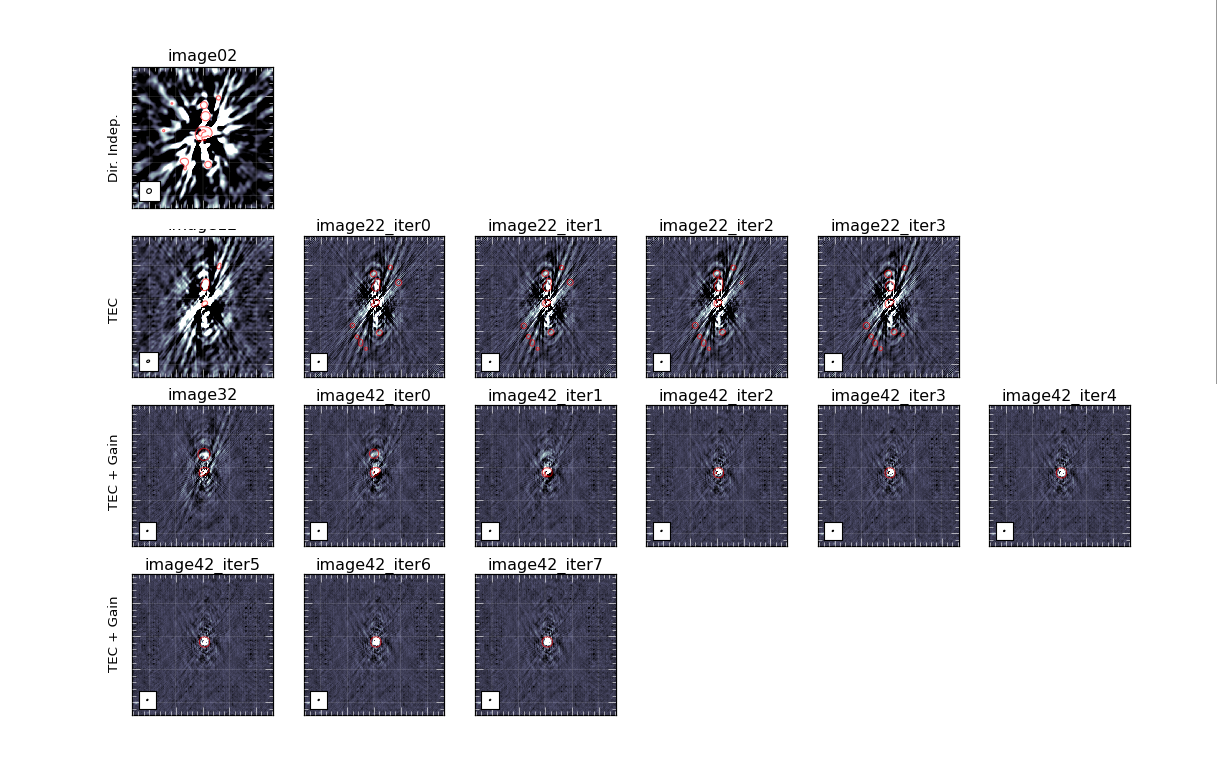 image02
Dir. Indep.
image22_iter0
image22_iter1
image22_iter2
image22_iter3
TEC
image32
image42_iter0
image42_iter1
image42_iter2
image42_iter3
image42_iter4
TEC + Gain
image42_iter5
image42_iter6
image42_iter7
TEC + Gain